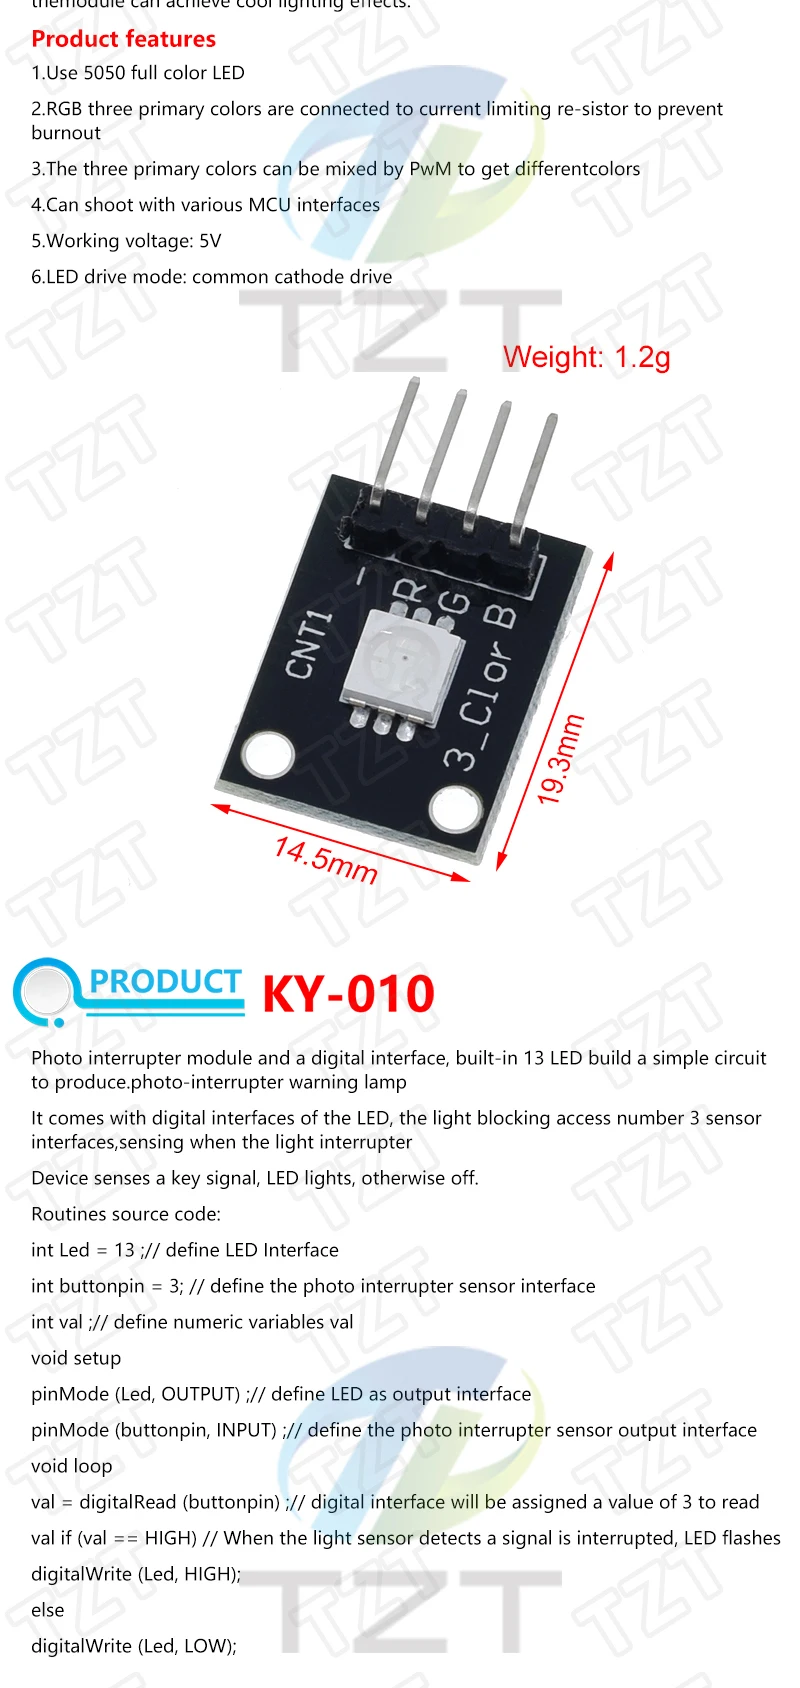 themodule can achieve cool lighting effects.
Product features
1.Use 5050 full color LED
2.RGB three primary colors are connected to current limiting re-sistor to prevent
burnout
3.The three primary colors can be mixed by PwM to get differentcolors
4.Can shoot with various MCU interfaces
5.Working voltage: 5V
6.LED drive mode: common cathode drive
TZT
Weight: 1.2g
- R G B
CNT1
3_Clor
19.3mm
14.5mm
PRODUCT KY-010
Photo interrupter module and a digital interface, built-in 13 LED build a simple circuit
to produce.photo-interrupter warning lamp
It comes with digital interfaces of the LED, the light blocking access number 3 sensor
interfaces,sensing when the light interrupter
Device senses a key signal, LED lights, otherwise off.
Routines source code:
int Led = 13 ;// define LED Interface
int buttonpin = 3; // define the photo interrupter sensor interface
int val ;// define numeric variables val
void setup
pinMode (Led, OUTPUT) ;// define LED as output interface
pinMode (buttonpin, INPUT) ;// define the photo interrupter sensor output interface
void loop
val = digitalRead (buttonpin) ;// digital interface will be assigned a value of 3 to read
val if (val == HIGH) // When the light sensor detects a signal is interrupted, LED flashes
digitalWrite (Led, HIGH);
else
digitalWrite (Led, LOW);
TZT